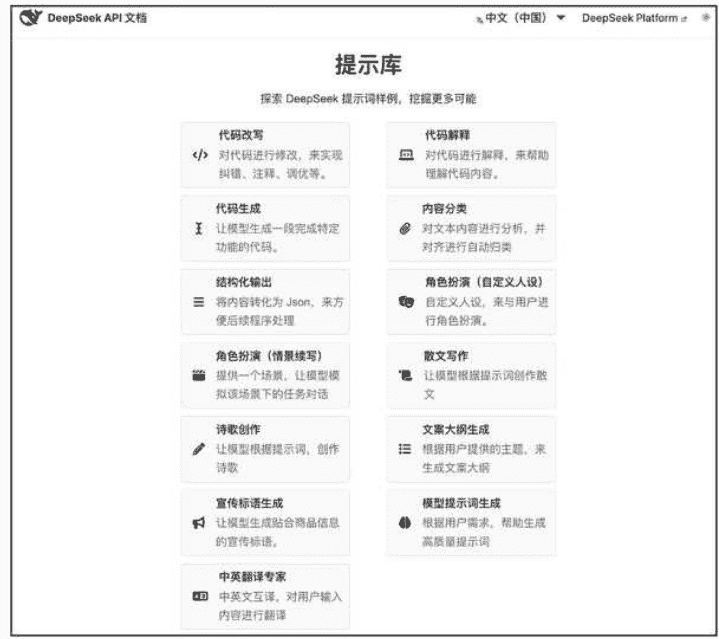 DeepSeek API 文档
中文（中国）
DeepSeek Platform
提示库
探索 DeepSeek 提示词样例，挖掘更多可能
代码改写
对代码进行修改，来实现
纠错、注释、调优等。
代码解释
对代码进行解释，来帮助
理解代码内容。
代码生成
让模型生成一段完成特定
功能的代码。
内容分类
对文本内容进行分析，并
对齐进行自动归类
结构化输出
将内容转化为 Json，来方
便后续程序处理
角色扮演（自定义人设）
自定义人设，来与用户进
行角色扮演。
角色扮演（情景续写）
提供一个场景，让模型模
拟该场景下的任务对话
散文写作
让模型根据提示词创作散
文
诗歌创作
让模型根据提示词，创作
诗歌
文案大纲生成
根据用户提供的主题，来
生成文案大纲
宣传标语生成
让模型生成贴合商品信息
的宣传标语。
模型提示词生成
根据用户需求，帮助生成
高质量提示词
中英翻译专家
中英文互译，对用户输入
内容进行翻译